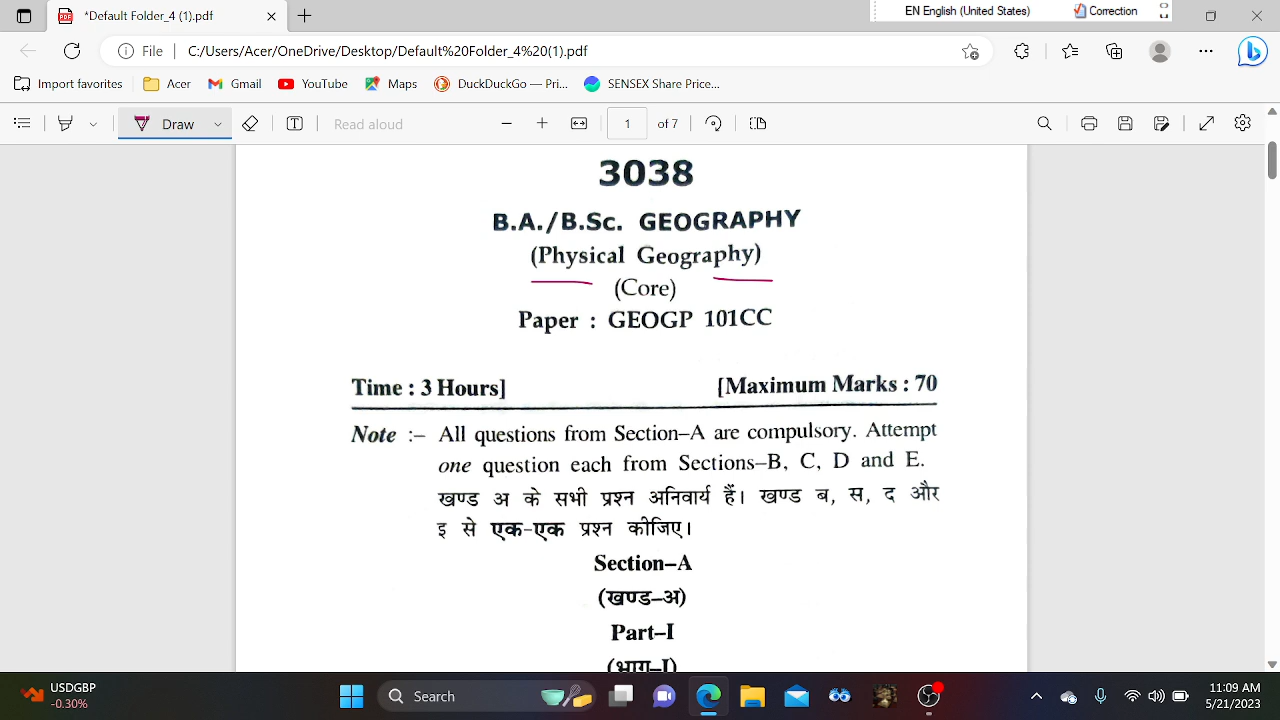 *Default Folder_4 (1).pdf
EN English (United States)
Correction
File
C:/Users/Acer/OneDrive/Desktop/Default%20Folder_4%20(1).pdf
Import favorites
Acer
Gmail
YouTube
Maps
DuckDuckGo — Pri...
SENSEX Share Price...
Draw
Read aloud
1
of 7
3038
B.A./B.Sc. GEOGRAPHY
(Physical Geography)
(Core)
Paper : GEOGP 101CC
Time : 3 Hours] [Maximum Marks : 70
Note :– All questions from Section–A are compulsory. Attempt
one question each from Sections–B, C, D and E.
खण्ड अ के सभी प्रश्न अनिवार्य हैं। खण्ड ब, स, द और
इ से एक-एक प्रश्न कीजिए।
Section–A
(खण्ड–अ)
Part–I
(भाग–I)
USDGBP
-0.30%
Search
11:09 AM
5/21/2023